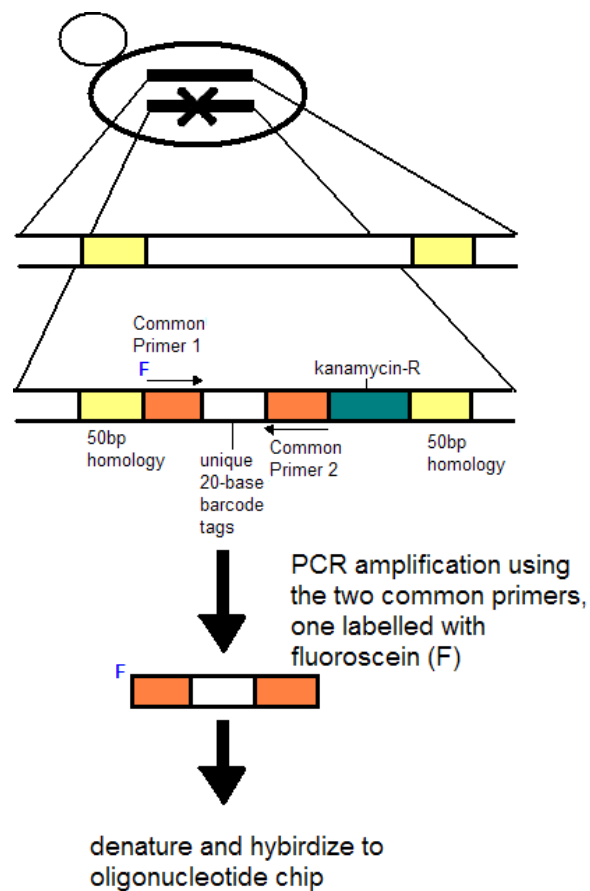 Common
Primer 1
F
kanamycin-R
50bp
homology
unique
20-base
barcode
tags
Common
Primer 2
50bp
homology
PCR amplification using
the two common primers,
one labelled with
fluoroscein (F)
F
denature and hybirdize to
oligonucleotide chip